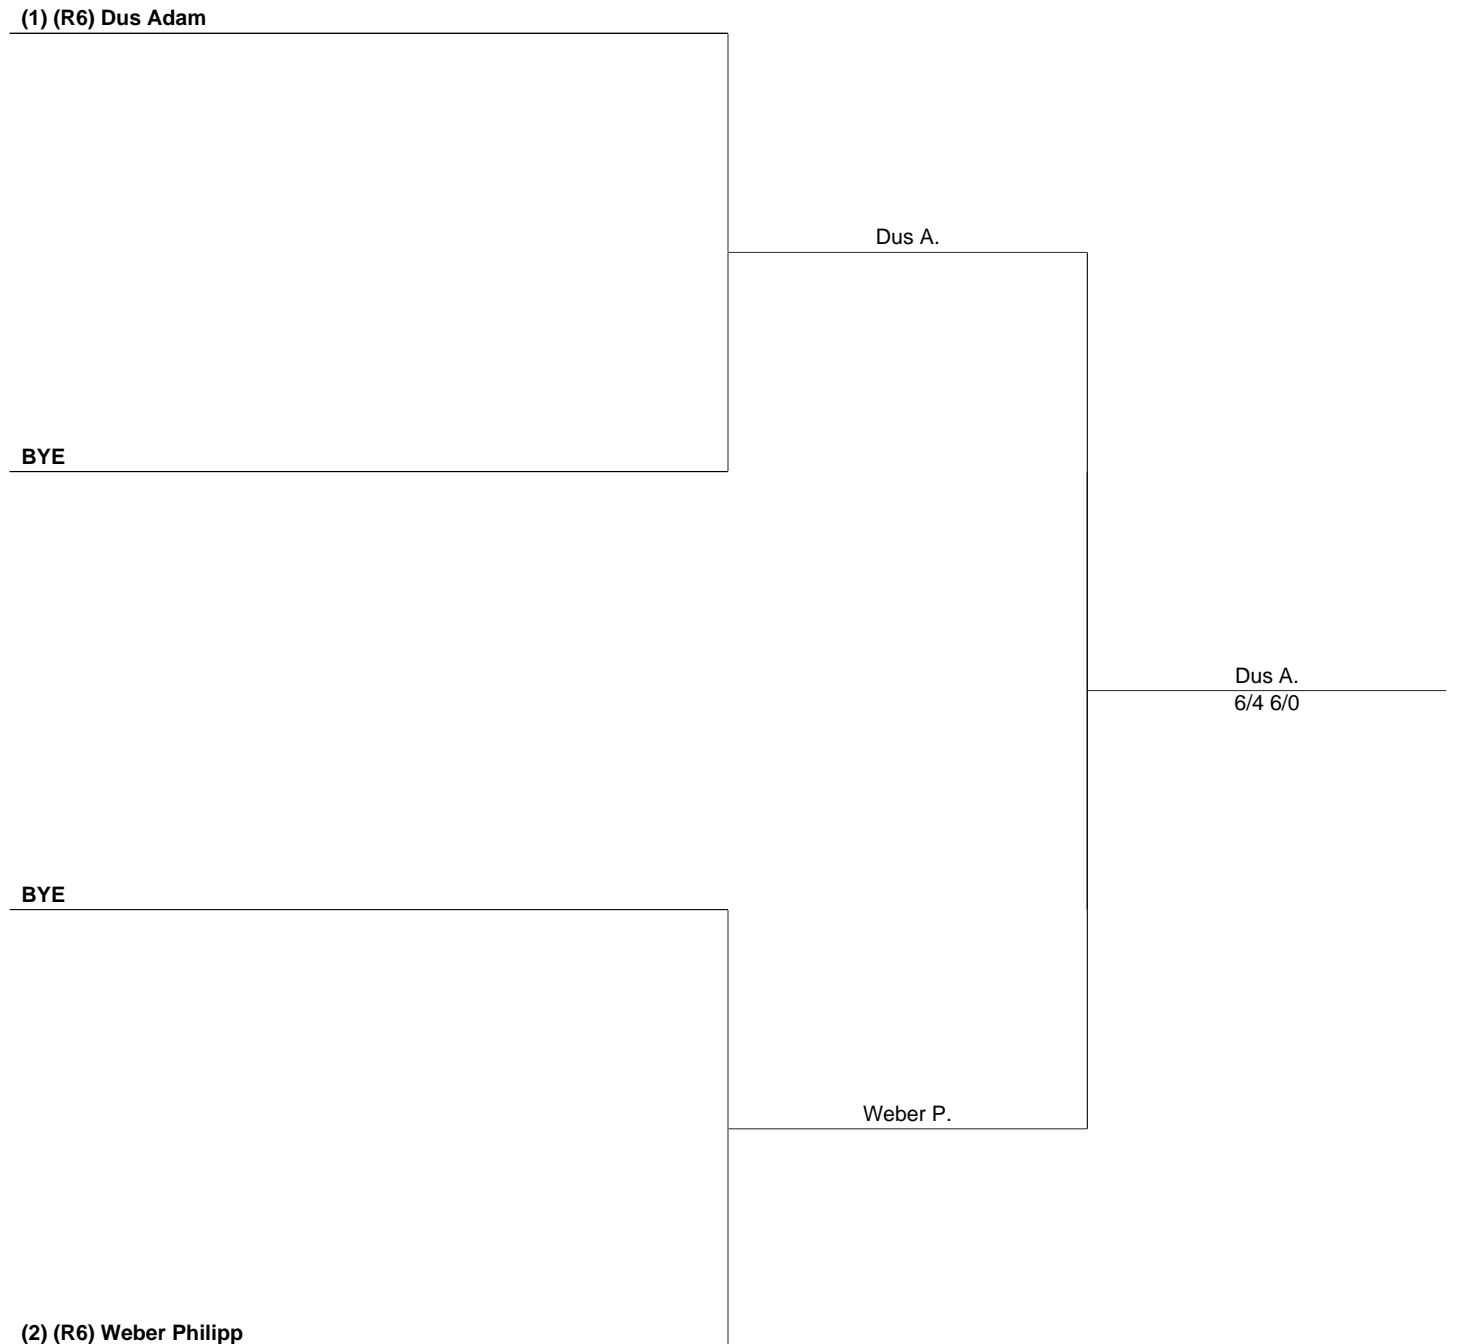 (1) (R6) Dus Adam
Dus A.
BYE
Dus A.
6/4 6/0
BYE
Weber P.
(2) (R6) Weber Philipp